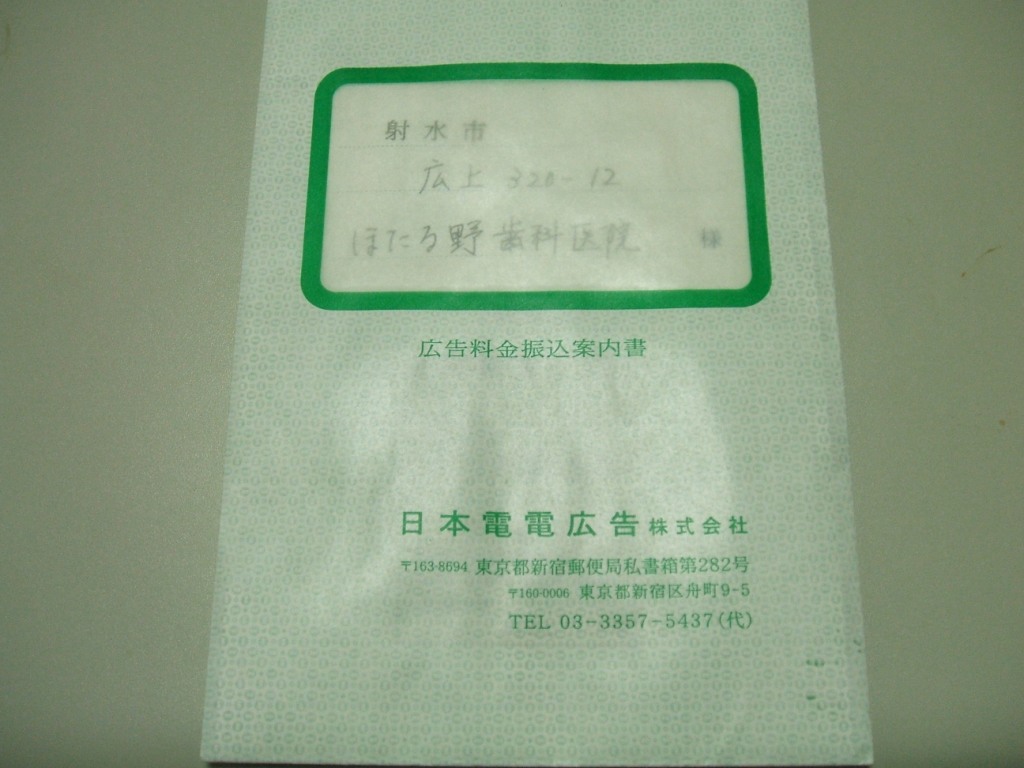 射水市
広上 320-12
ほたる野歯科医院 様
広告料金振込案内書
日本電電広告株式会社
〒163-8694 東京都新宿郵便局私書箱第282号
〒160-0006 東京都新宿区舟町9-5
TEL 03-3357-5437(代)